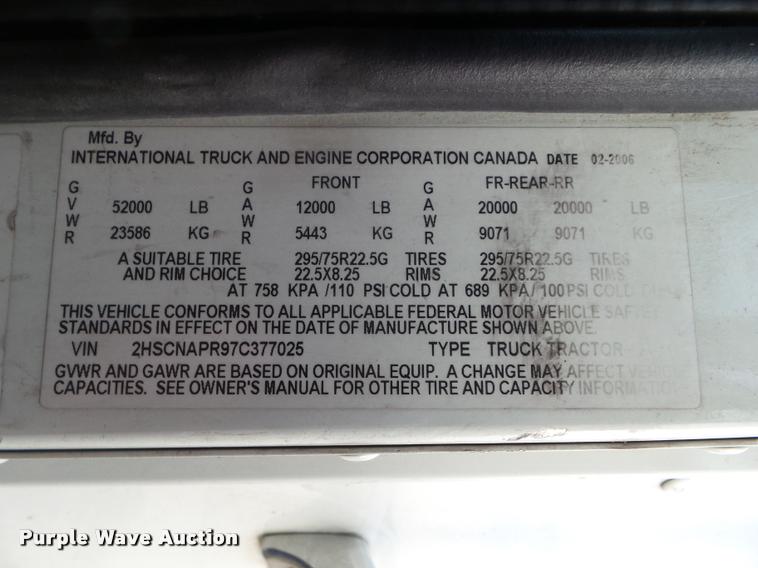 Mfd. By
INTERNATIONAL TRUCK AND ENGINE CORPORATION CANADA DATE 02-2006
GVWR GAWR FRONT GAWR FR-REAR-RR
52000 LB 12000 LB 20000 20000 LB
23586 KG 5443 KG 9071 9071 KG
A SUITABLE TIRE 295/75R22.5G TIRES 295/75R22.5G TIRES
AND RIM CHOICE 22.5X8.25 RIMS 22.5X8.25 RIMS
AT 758 KPA /110 PSI COLD AT 689 KPA/100 PSI COLD
THIS VEHICLE CONFORMS TO ALL APPLICABLE FEDERAL MOTOR VEHICLE SAFETY
STANDARDS IN EFFECT ON THE DATE OF MANUFACTURE SHOWN ABOVE.
VIN 2HSCNAPR97C377025 TYPE TRUCK TRACTOR
GVWR AND GAWR ARE BASED ON ORIGINAL EQUIP. A CHANGE MAY AFFECT VEHICLE
CAPACITIES. SEE OWNER'S MANUAL FOR OTHER TIRE AND CAPACITY INFORMATION
Purple Wave Auction